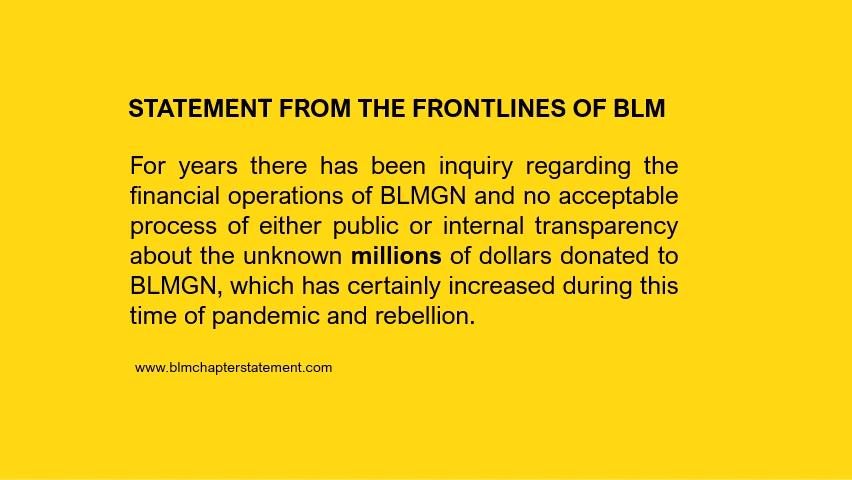 STATEMENT FROM THE FRONTLINES OF BLM
For years there has been inquiry regarding the
financial operations of BLMGN and no acceptable
process of either public or internal transparency
about the unknown millions of dollars donated to
BLMGN, which has certainly increased during this
time of pandemic and rebellion.
www.blmchapterstatement.com